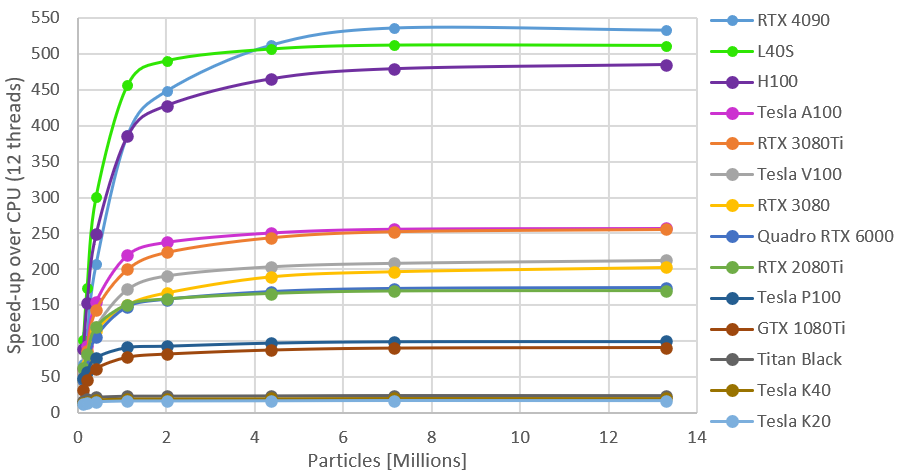 Speed-up over CPU (12 threads)
550
500
450
400
350
300
250
200
150
100
50
0
0 2 4 6 8 10 12 14
Particles [Millions]
RTX 4090
L40S
H100
Tesla A100
RTX 3080Ti
Tesla V100
RTX 3080
Quadro RTX 6000
RTX 2080Ti
Tesla P100
GTX 1080Ti
Titan Black
Tesla K40
Tesla K20